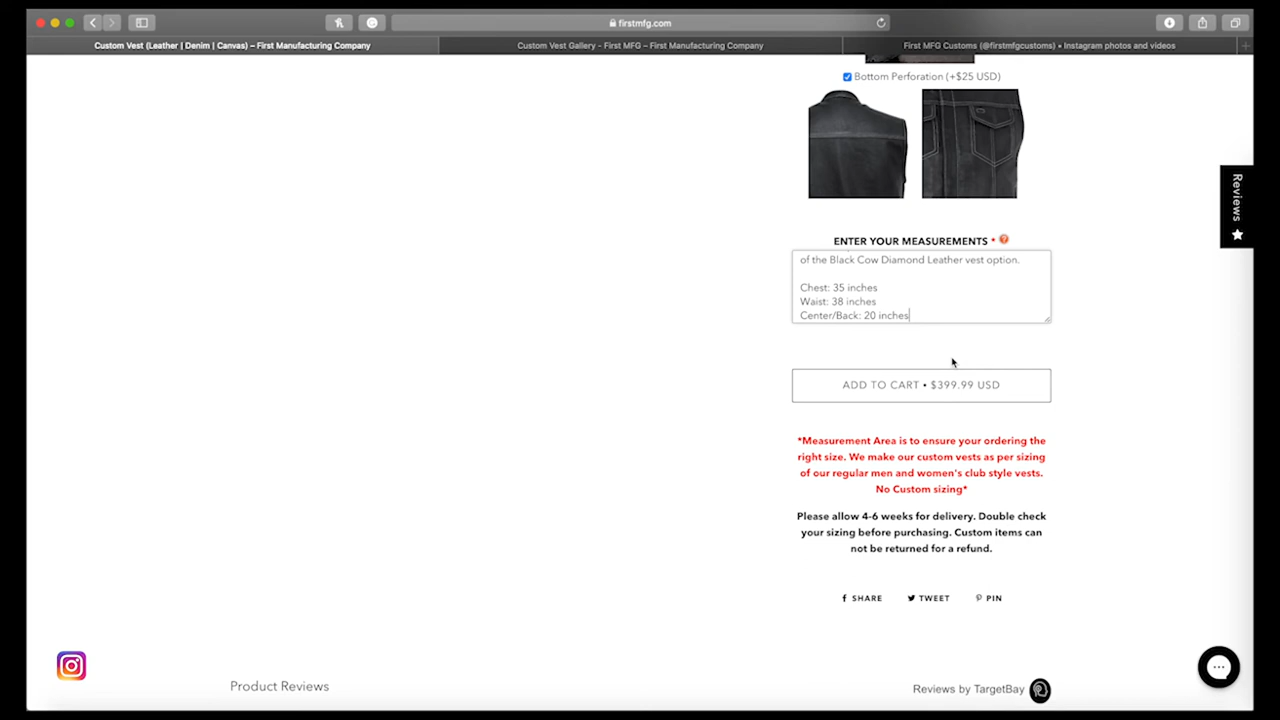 firstmfg.com
Custom Vest (Leather | Denim | Canvas) – First Manufacturing Company
Custom Vest Gallery - First MFG – First Manufacturing Company
First MFG Customs (@firstmfgcustoms) • Instagram photos and videos
Bottom Perforation (+$25 USD)
Reviews
ENTER YOUR MEASUREMENTS *
of the Black Cow Diamond Leather vest option.
Chest: 35 inches
Waist: 38 inches
Center/Back: 20 inches
ADD TO CART • $399.99 USD
*Measurement Area is to ensure your ordering the
right size. We make our custom vests as per sizing
of our regular men and women's club style vests.
No Custom sizing*
Please allow 4-6 weeks for delivery. Double check
your sizing before purchasing. Custom items can
not be returned for a refund.
SHARE TWEET PIN
Product Reviews
Reviews by TargetBay